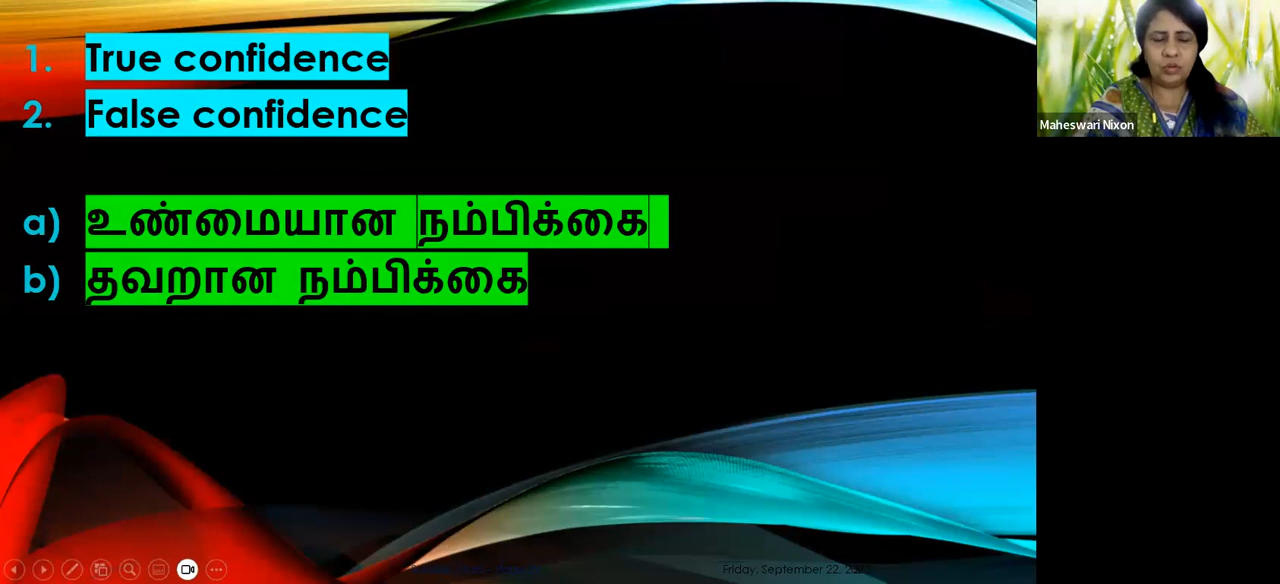 1. True confidence
2. False confidence
a) உண்மையான நம்பிக்கை
b) தவறான நம்பிக்கை
Maheswari Nixon
Friday, September 22,